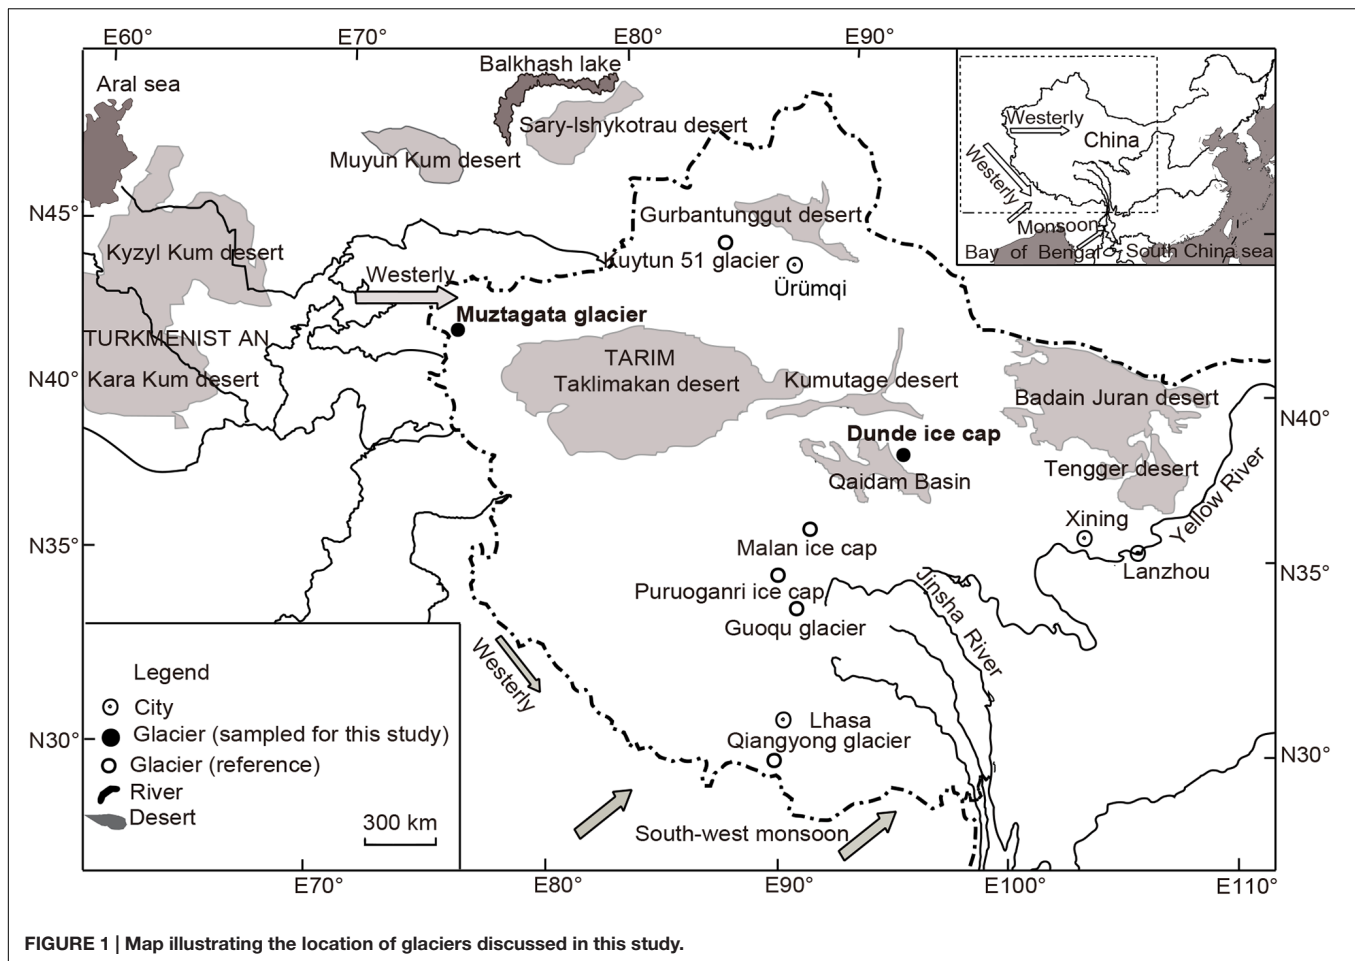 E60°
E70°
E80°
E90°
Aral sea
Balkhash lake
Sary-Ishykotrau desert
Muyun Kum desert
N45°
Gurbantunggut desert
Kyzyl Kum desert
Kuytun 51 glacier
Ürümqi
Westerly
Muztagata glacier
TURKMENIST AN
TARIM
Taklimakan desert
N40°
Kara Kum desert
Kumutage desert
Badain Juran desert
N40°
Dunde ice cap
Qaidam Basin
Tengger desert
Yellow River
Xining
Lanzhou
N35°
Malan ice cap
N35°
Puruoganri ice cap
Guoqu glacier
Jinsha River
Westerly
Lhasa
Qiangyong glacier
N30°
N30°
South-west monsoon
Westerly
China
Westerly
Monsoon
Bay of Bengal
South China sea
Legend
City
Glacier (sampled for this study)
Glacier (reference)
River
Desert
300 km
E70°
E80°
E90°
E100°
E110°
FIGURE 1 | Map illustrating the location of glaciers discussed in this study.